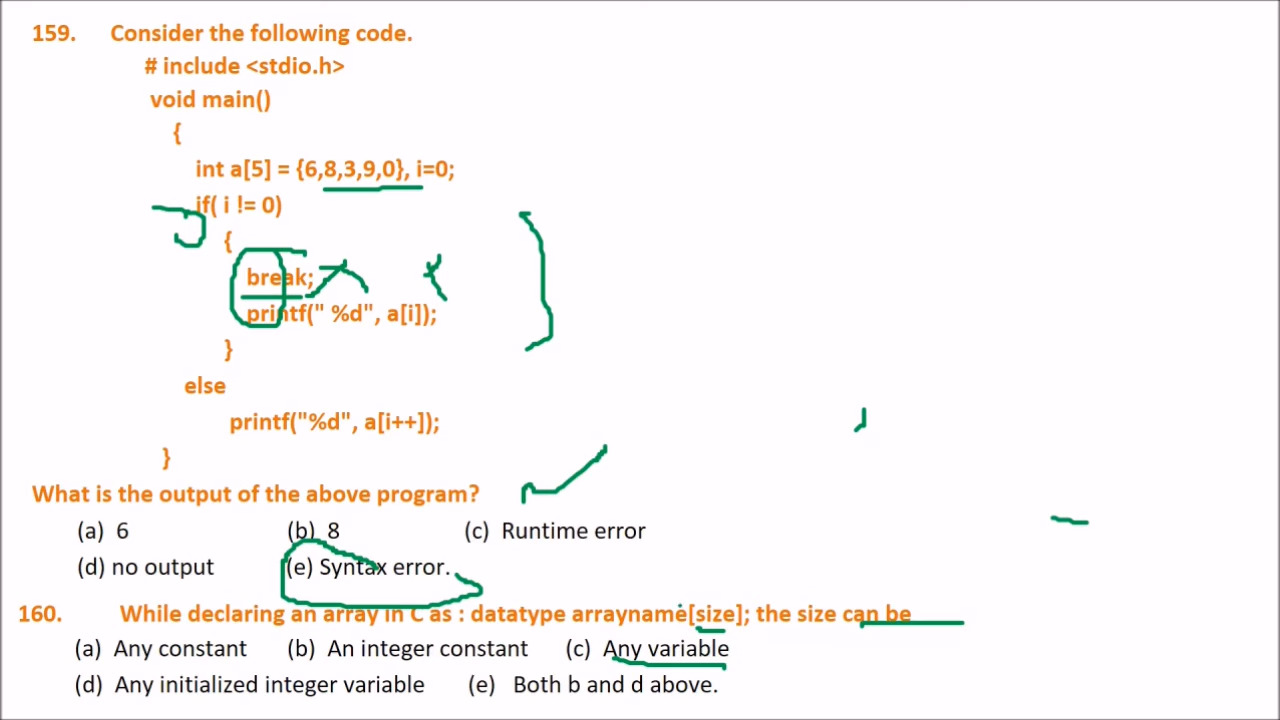 159. Consider the following code.
# include <stdio.h>
void main()
{
int a[5] = {6,8,3,9,0}, i=0;
if( i != 0)
{
break;
printf(" %d", a[i]);
}
else
printf("%d", a[i++]);
}
What is the output of the above program?
(a) 6 (b) 8 (c) Runtime error
(d) no output (e) Syntax error.
160. While declaring an array in C as : datatype arrayname[size]; the size can be
(a) Any constant (b) An integer constant (c) Any variable
(d) Any initialized integer variable (e) Both b and d above.